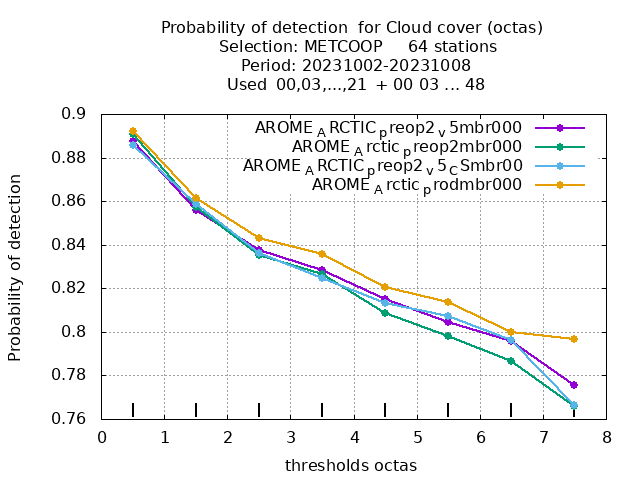 Probability of detection  for Cloud cover (octas)
Selection: METCOOP     64 stations
Period: 20231002-20231008
Used  00,03,...,21  + 00 03 ... 48
AROME_ARCTIC_preop2_v5mbr000
AROME_Arctic_preop2mbr000
AROME_ARCTIC_preop2_v5_CSmbr00
AROME_Arctic_prodmbr000
Probability of detection
0.9
0.88
0.86
0.84
0.82
0.8
0.78
0.76
0 1 2 3 4 5 6 7 8
thresholds octas